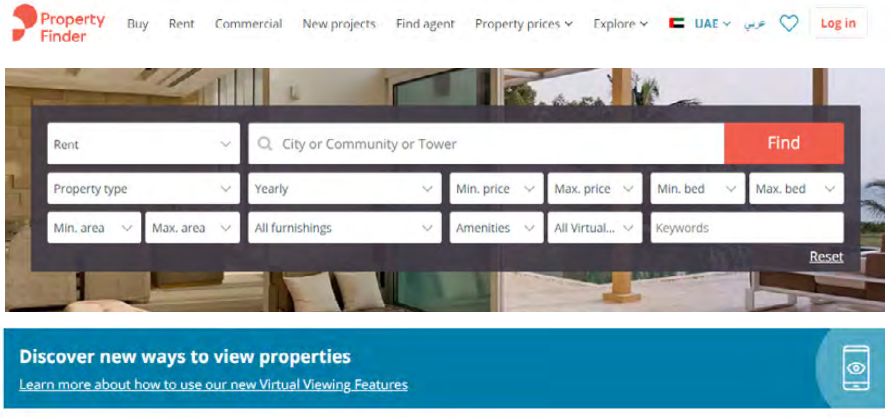 Property Finder
Buy Rent Commercial New projects Find agent Property prices Explore UAE عربي Log in
Rent City or Community or Tower Find
Property type Yearly Min. price Max. price Min. bed Max. bed
Min. area Max. area All furnishings Amenities All Virtual... Keywords
Reset
Discover new ways to view properties
Learn more about how to use our new Virtual Viewing Features